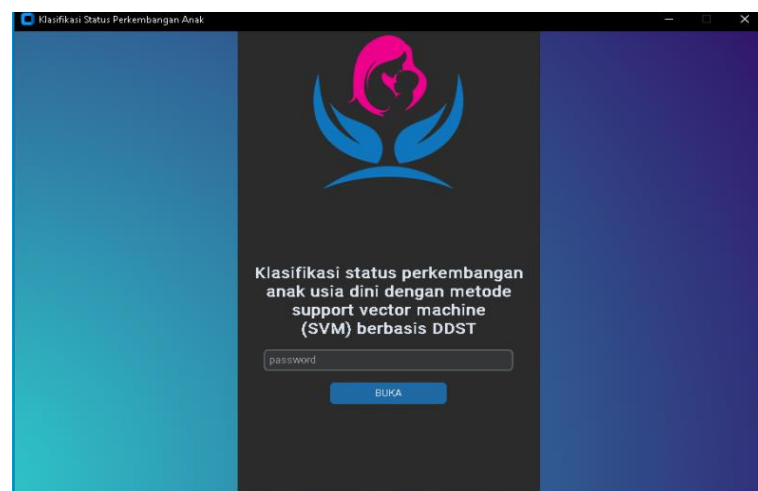 Klasifikasi Status Perkembangan Anak
Klasifikasi status perkembangan
anak usia dini dengan metode
support vector machine
(SVM) berbasis DDST
password
BUKA